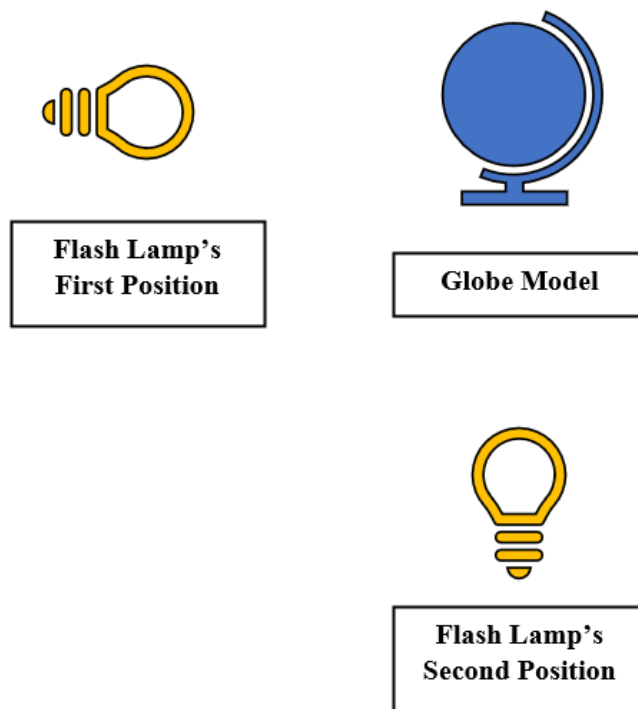 Flash Lamp’s
First Position
Globe Model
Flash Lamp’s
Second Position